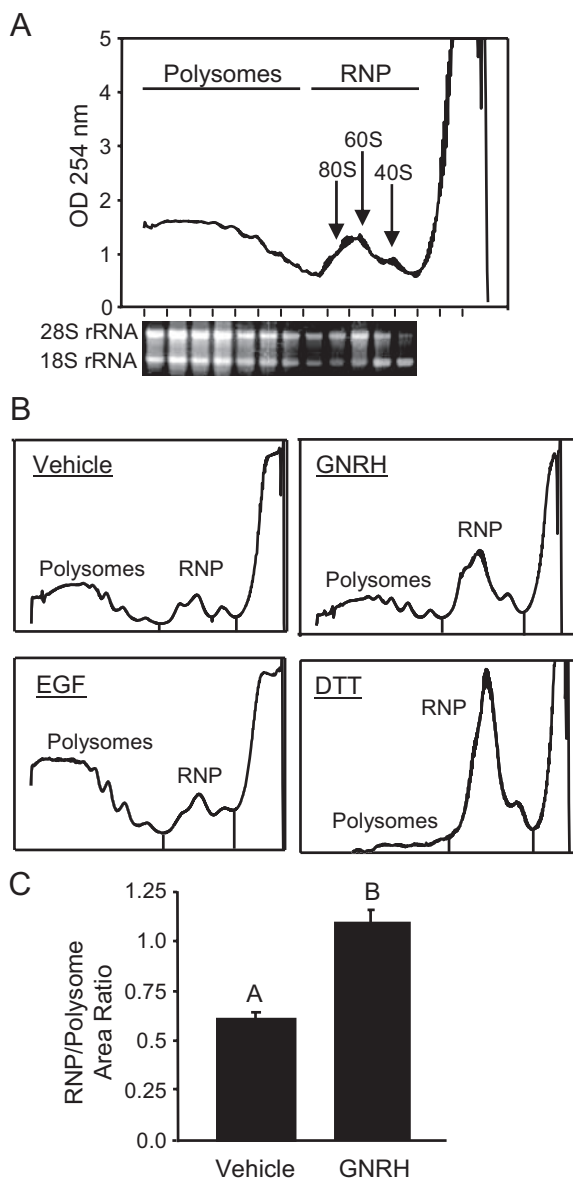 A
OD 254 nm
5
4
3
2
1
0
Polysomes
RNP
60S
80S
40S
28S rRNA
18S rRNA
B
Vehicle
Polysomes
RNP
GNRH
Polysomes
RNP
EGF
Polysomes
RNP
DTT
RNP
Polysomes
C
RNP/Polysome
Area Ratio
1.25
1.0
0.75
0.5
0.25
0.0
A
B
Vehicle
GNRH